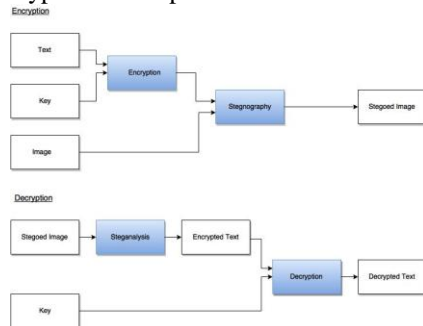 Encryption
Text
Encryption
Key
Stegnography
Stegoed Image
Image
Decryption
Stegoed Image
Steganalysis
Encrypted Text
Decryption
Decrypted Text
Key